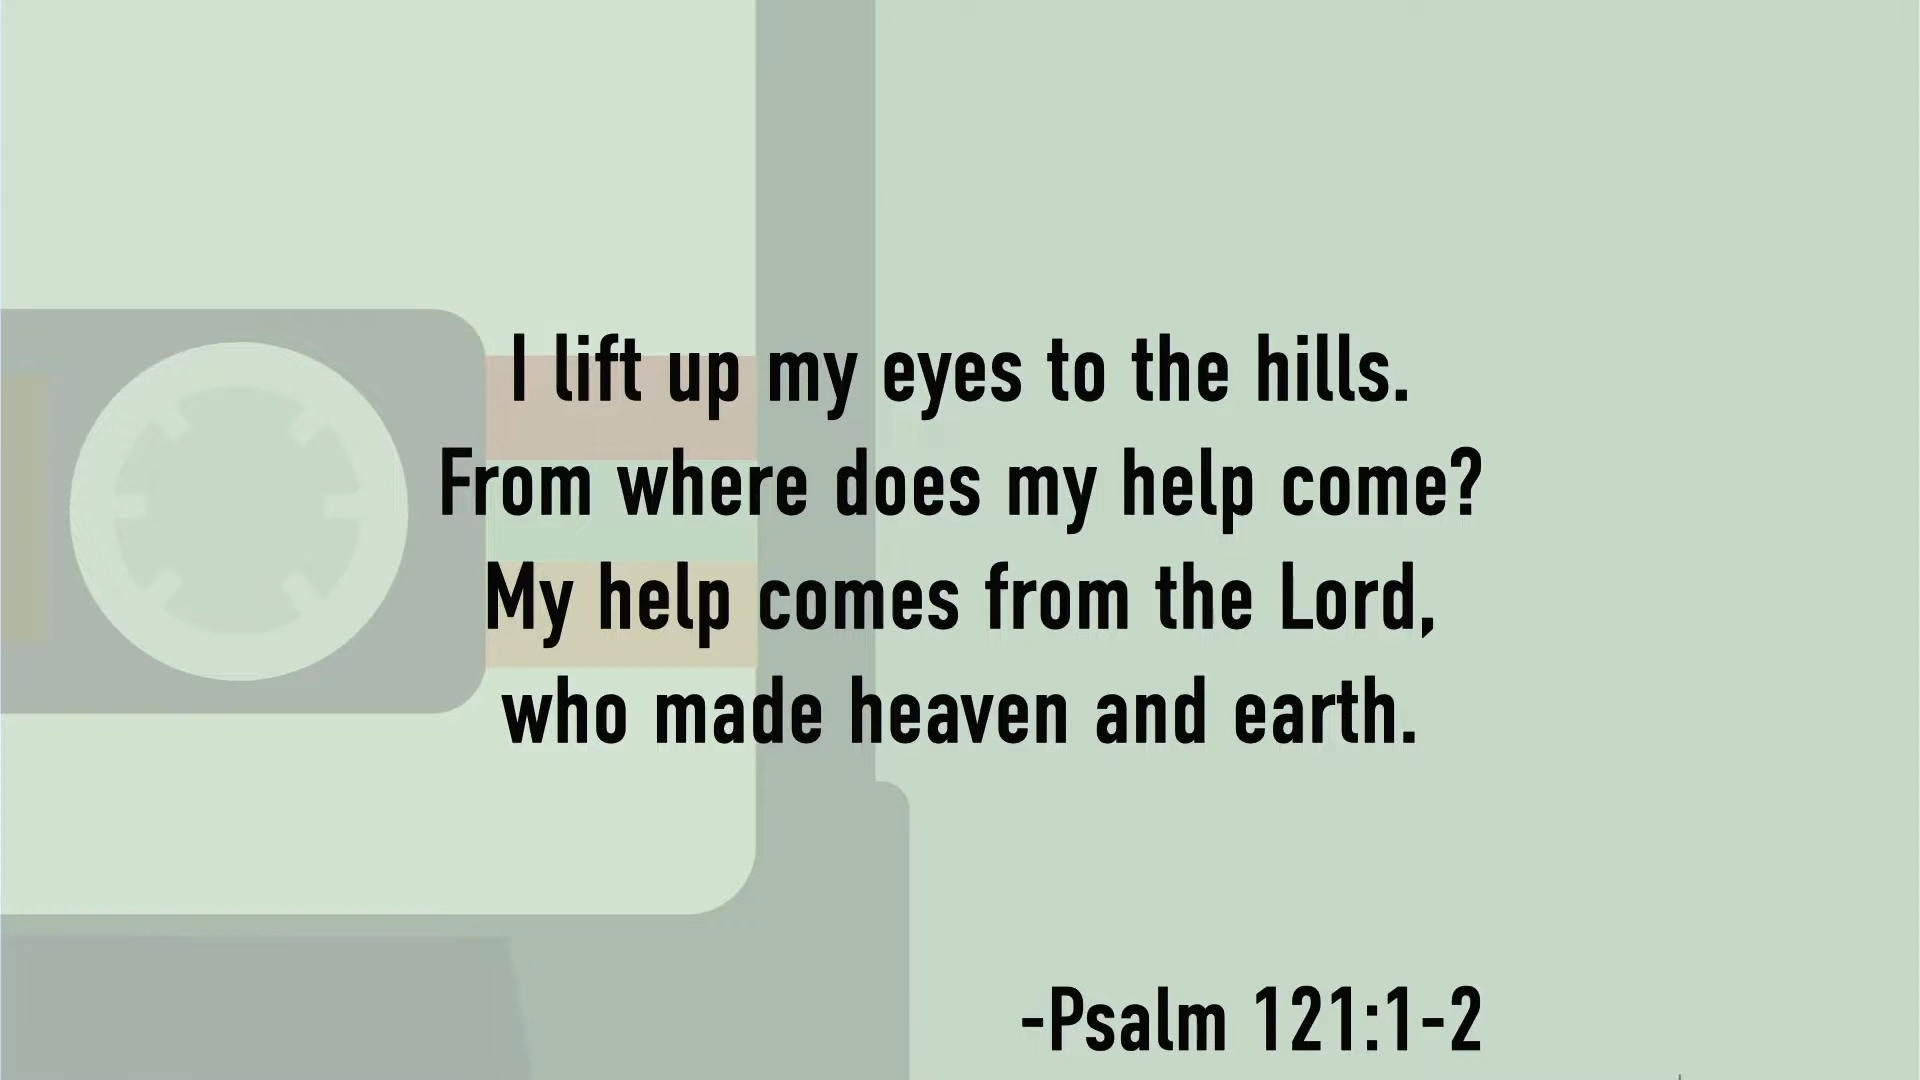 I lift up my eyes to the hills.
From where does my help come?
My help comes from the Lord,
who made heaven and earth.
-Psalm 121:1-2